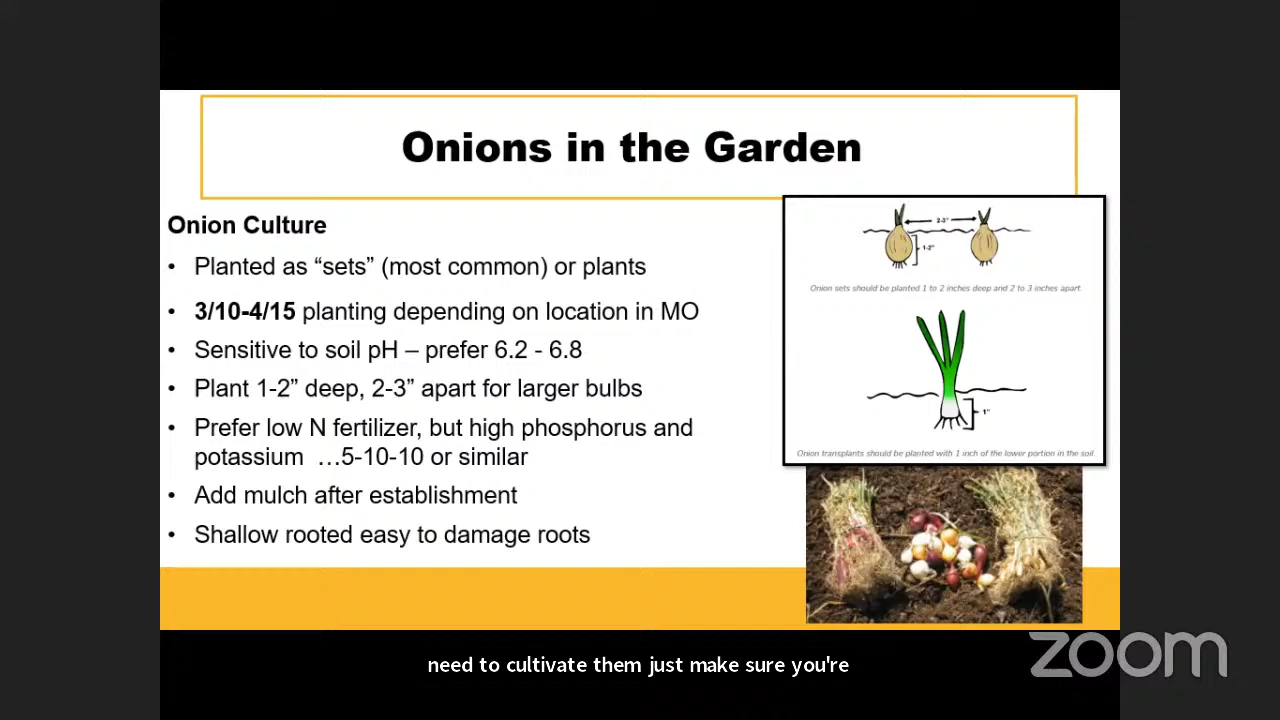 Onions in the Garden
Onion Culture
• Planted as “sets” (most common) or plants
• 3/10-4/15 planting depending on location in MO
• Sensitive to soil pH – prefer 6.2 - 6.8
• Plant 1-2” deep, 2-3” apart for larger bulbs
• Prefer low N fertilizer, but high phosphorus and
potassium …5-10-10 or similar
• Add mulch after establishment
• Shallow rooted easy to damage roots
2-3"
1-2"
Onion sets should be planted 1 to 2 inches deep and 2 to 3 inches apart.
1"
Onion transplants should be planted with 1 inch of the lower portion in the soil.
need to cultivate them just make sure you're
zoom